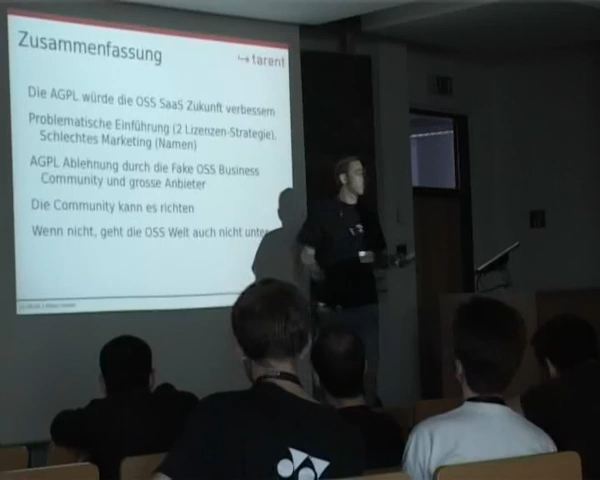 Zusammenfassung
tarent
Die AGPL würde die OSS SaaS Zukunft verbessern
Problematische Einführung (2 Lizenzen-Strategie).
Schlechtes Marketing (Namen)
AGPL Ablehnung durch die Fake OSS Business
Community und grosse Anbieter
Die Community kann es richten
Wenn nicht, geht die OSS Welt auch nicht unter